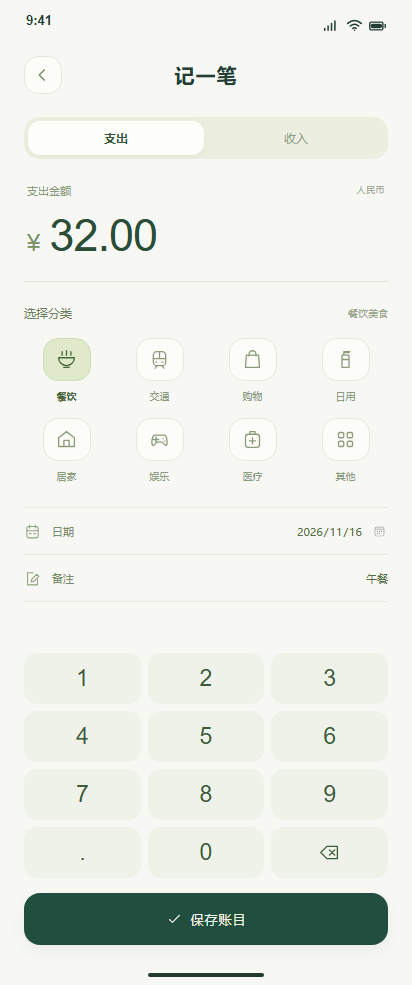 9:41
记一笔
支出 收入
支出金额 人民币
¥ 32.00
选择分类 餐饮美食
餐饮 交通 购物 日用
居家 娱乐 医疗 其他
日期 2026/11/16
备注 午餐
1 2 3
4 5 6
7 8 9
. 0
保存账目